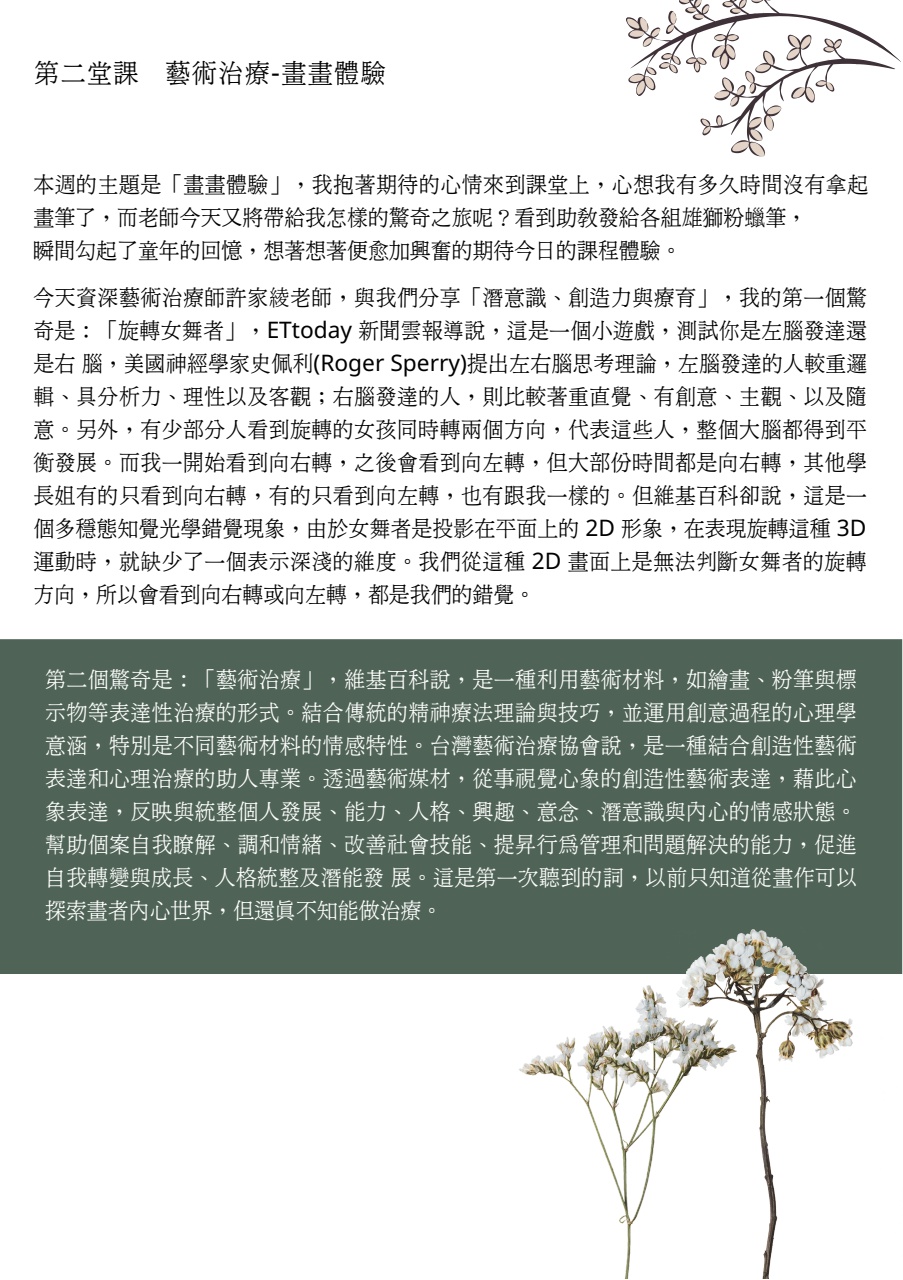 第二堂課　藝術治療-畫畫體驗
本週的主題是「畫畫體驗」，我抱著期待的心情來到課堂上，心想我有多久時間沒有拿起
畫筆了，而老師今天又將帶給我怎樣的驚奇之旅呢？看到助教發給各組雄獅粉蠟筆，
瞬間勾起了童年的回憶，想著想著便愈加興奮的期待今日的課程體驗。
今天資深藝術治療師許家綾老師，與我們分享「潛意識、創造力與療育」，我的第一個驚
奇是：「旋轉女舞者」，ETtoday 新聞雲報導說，這是一個小遊戲，測試你是左腦發達還
是右 腦，美國神經學家史佩利(Roger Sperry)提出左右腦思考理論，左腦發達的人較重邏
輯、具分析力、理性以及客觀；右腦發達的人，則比較著重直覺、有創意、主觀、以及隨
意。另外，有少部分人看到旋轉的女孩同時轉兩個方向，代表這些人，整個大腦都得到平
衡發展。而我一開始看到向右轉，之後會看到向左轉，但大部份時間都是向右轉，其他學
長姐有的只看到向右轉，有的只看到向左轉，也有跟我一樣的。但維基百科卻說，這是一
個多穩態知覺光學錯覺現象，由於女舞者是投影在平面上的 2D 形象，在表現旋轉這種 3D
運動時，就缺少了一個表示深淺的維度。我們從這種 2D 畫面上是無法判斷女舞者的旋轉
方向，所以會看到向右轉或向左轉，都是我們的錯覺。
第二個驚奇是：「藝術治療」，維基百科說，是一種利用藝術材料，如繪畫、粉筆與標
示物等表達性治療的形式。結合傳統的精神療法理論與技巧，並運用創意過程的心理學
意涵，特別是不同藝術材料的情感特性。台灣藝術治療協會說，是一種結合創造性藝術
表達和心理治療的助人專業。透過藝術媒材，從事視覺心象的創造性藝術表達，藉此心
象表達，反映與統整個人發展、能力、人格、興趣、意念、潛意識與內心的情感狀態。
幫助個案自我瞭解、調和情緒、改善社會技能、提昇行為管理和問題解決的能力，促進
自我轉變與成長、人格統整及潛能發 展。這是第一次聽到的詞，以前只知道從畫作可以
探索畫者內心世界，但還真不知能做治療。